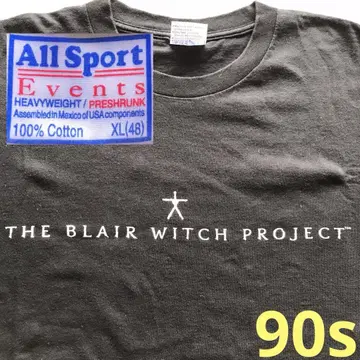 All Sport
Events
HEAVYWEIGHT / PRESHRUNK
Assembled in Mexico of USA components
100% Cotton XL(48)
THE BLAIR WITCH PROJECT™
90s